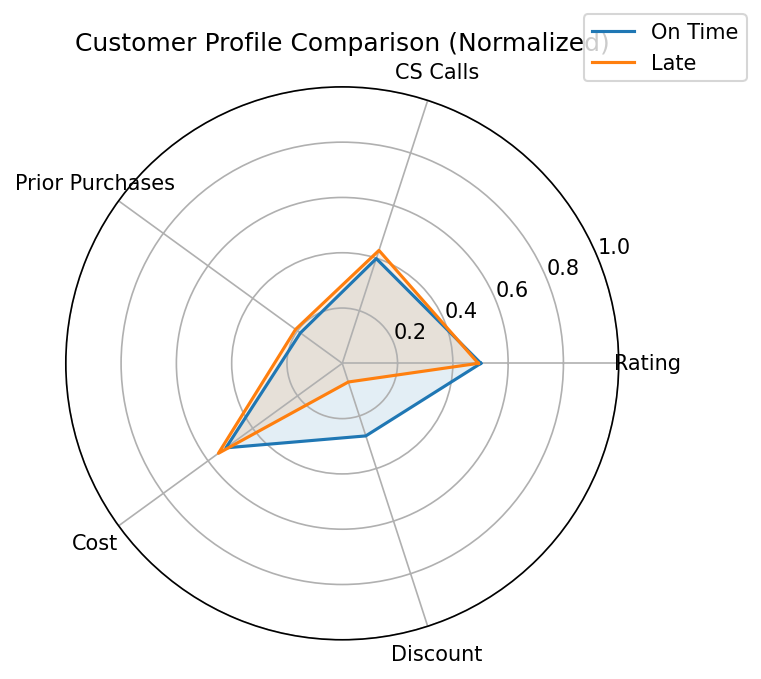 Customer Profile Comparison (Normalized)
On Time
Late
CS Calls
Prior Purchases
1.0
0.8
0.6
0.4
0.2
Rating
Cost
Discount